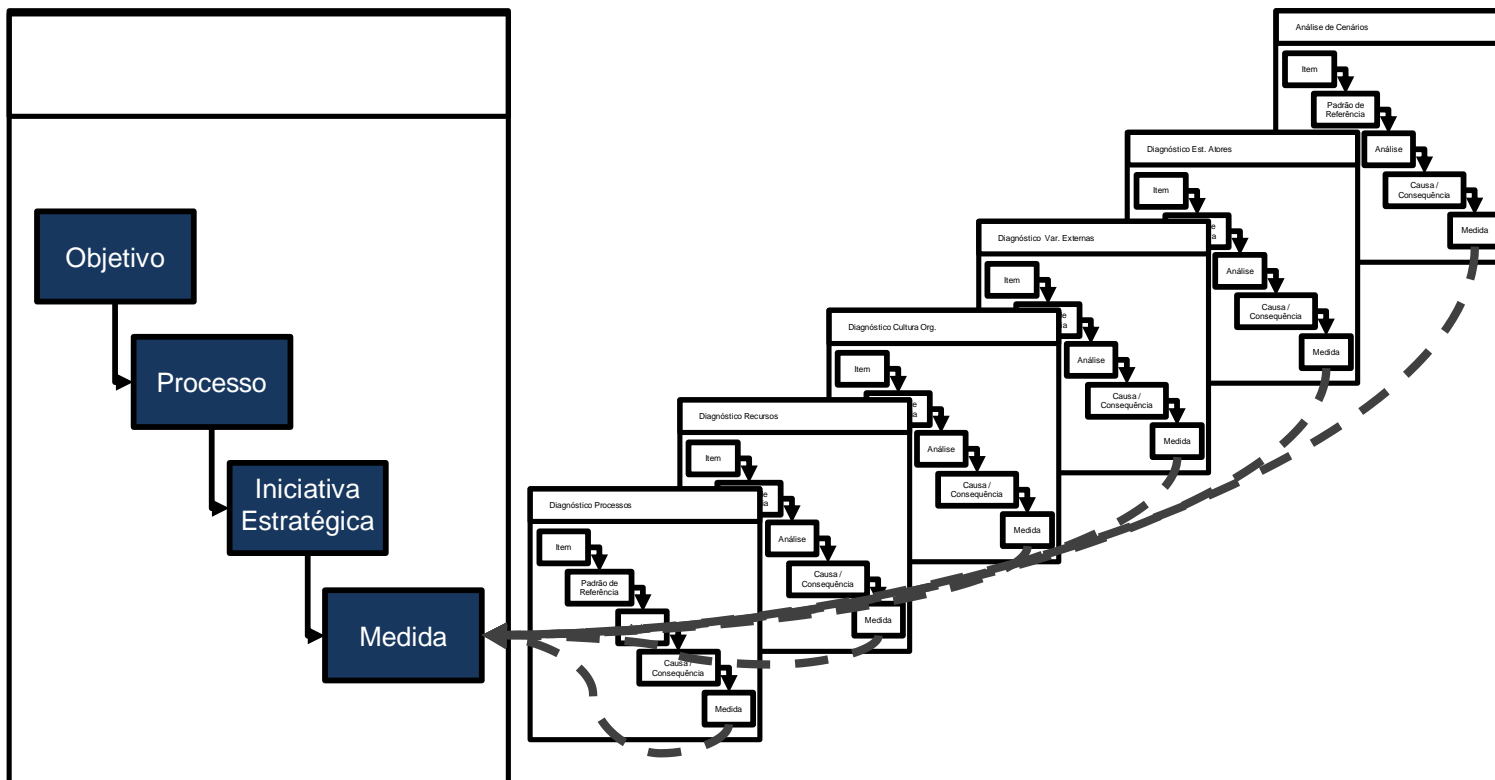 Objetivo
Processo
Iniciativa
Estratégica
Medida
Diagnóstico Processos
Item
Padrão de
Referência
Causa /
Consequência
Medida
Diagnóstico Recursos
Item
Análise
Causa /
Consequência
Medida
Diagnóstico Cultura Org.
Item
Análise
Causa /
Consequência
Medida
Diagnóstico Var. Externas
Item
Análise
Causa /
Consequência
Medida
Diagnóstico Est. Atores
Item
Análise
Causa /
Consequência
Medida
Análise de Cenários
Item
Padrão de
Referência
Análise
Causa /
Consequência
Medida